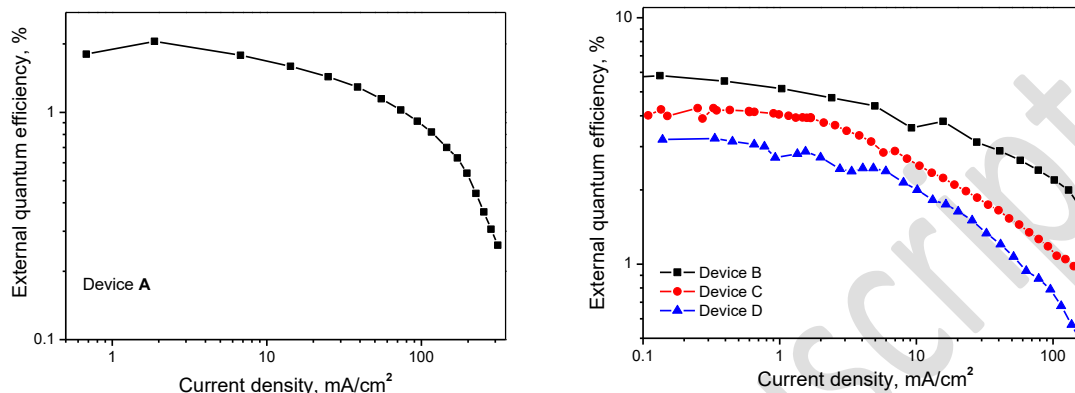 External quantum efficiency, %
1
0.1
Device A
1
10
100
Current density, mA/cm²
External quantum efficiency, %
10
1
Device B
Device C
Device D
0.1
1
10
100
Current density, mA/cm²
script